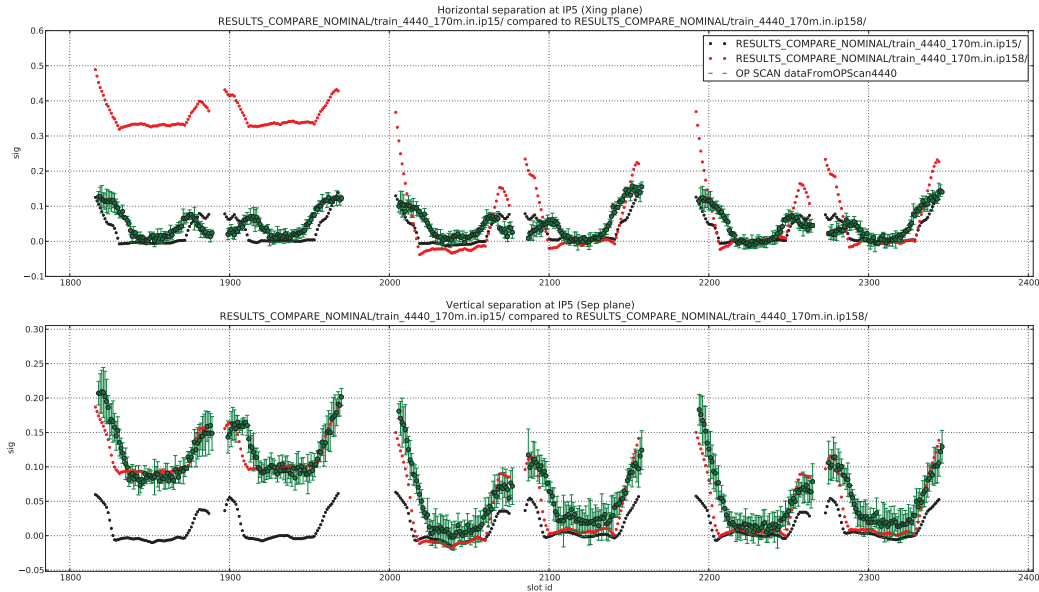 Horizontal separation at IP5 (Xing plane)
RESULTS_COMPARE_NOMINAL/train_4440_170m.in.ip15/ compared to RESULTS_COMPARE_NOMINAL/train_4440_170m.in.ip158/
0.6
0.5
0.4
0.3
0.2
0.1
0.0
−0.1
sig
RESULTS_COMPARE_NOMINAL/train_4440_170m.in.ip15/
RESULTS_COMPARE_NOMINAL/train_4440_170m.in.ip158/
OP SCAN dataFromOPScan4440
1800 1900 2000 2100 2200 2300 2400
Vertical separation at IP5 (Sep plane)
RESULTS_COMPARE_NOMINAL/train_4440_170m.in.ip15/ compared to RESULTS_COMPARE_NOMINAL/train_4440_170m.in.ip158/
0.30
0.25
0.20
0.15
0.10
0.05
0.00
−0.05
sig
1800 1900 2000 2100 2200 2300 2400
slot id